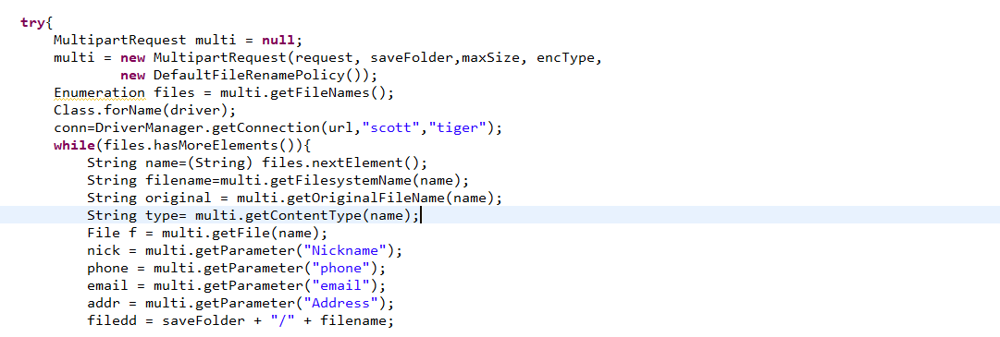 try{
    MultipartRequest multi = null;
    multi = new MultipartRequest(request, saveFolder,maxSize, encType,
            new DefaultFileRenamePolicy());
    Enumeration files = multi.getFileNames();
    Class.forName(driver);
    conn=DriverManager.getConnection(url,"scott","tiger");
    while(files.hasMoreElements()){
        String name=(String) files.nextElement();
        String filename=multi.getFilesystemName(name);
        String original = multi.getOriginalFileName(name);
        String type= multi.getContentType(name);
        File f = multi.getFile(name);
        nick = multi.getParameter("Nickname");
        phone = multi.getParameter("phone");
        email = multi.getParameter("email");
        addr = multi.getParameter("Address");
        filedd = saveFolder + "/" + filename;